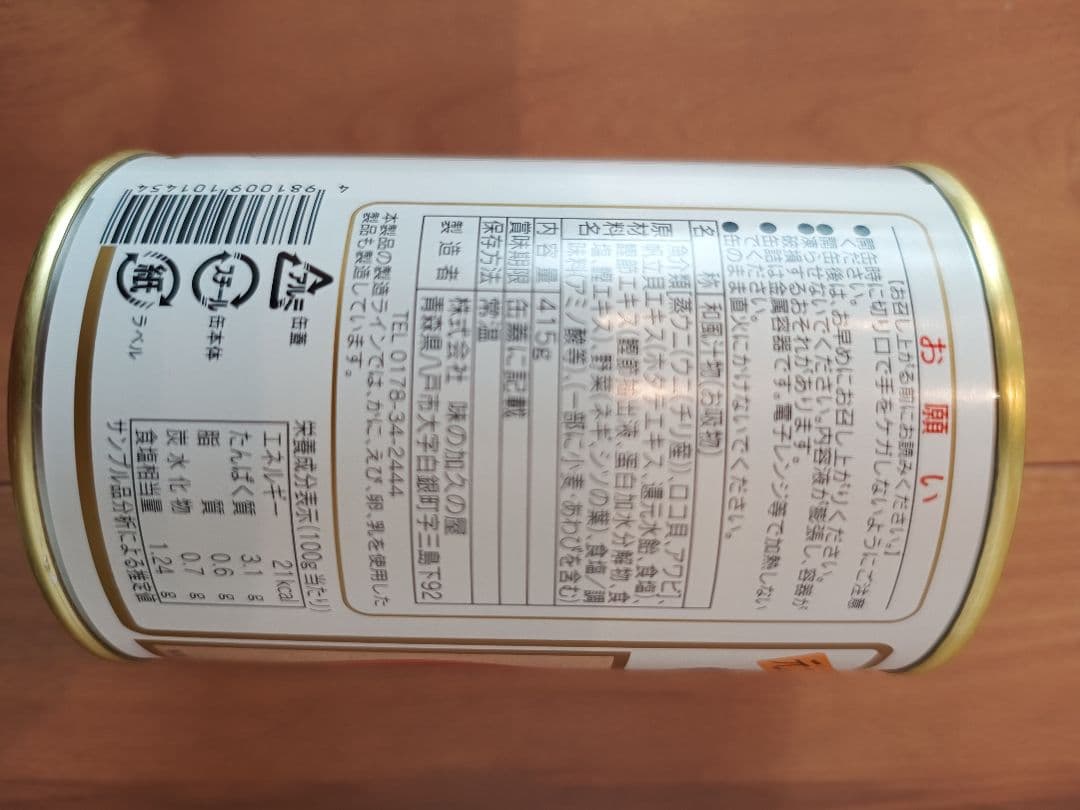 お願い
【お召し上がる前にお読みください。】
●開缶時に切り口で手をケガしないようにご注意
ください。
●開缶後は、お早めにお召し上がりください。
●凍らせないでください。内容液が膨張し、容器が
破損するおそれがあります。
●缶詰は金属容器です。電子レンジ等で加熱しない
でください。
●缶のまま直火にかけないでください。
名称 和風汁物(お吸物)
原材料名 魚介類(蒸ウニ(ウニ(チリ産))、ロコ貝、アワビ)、
帆立貝エキス(ホタテエキス、還元水飴、食塩)、
鰹節エキス(鰹節抽出液、蛋白加水分解物、食
塩、鰹エキス)、野菜(ネギ、シソの葉)、食塩/調
味料(アミノ酸等)、(一部に小麦・あわびを含む)
内容量 415g
賞味期限 缶蓋に記載
保存方法 常温
製造者 株式会社 味の加久の屋
青森県八戸市大字白銀町字三島下92
TEL 0178-34-2444
本製品の製造ラインでは、かに、えび、卵、乳を使用した
製品も製造しています。
4 981009 101454
アルミ 缶蓋
スチール 缶本体
紙 ラベル
栄養成分表示(100g当たり)
エネルギー 21kcal
たんぱく質 3.1 g
脂質 0.6 g
炭水化物 0.7 g
食塩相当量 1.24 g
サンプル品分析による推定値
元